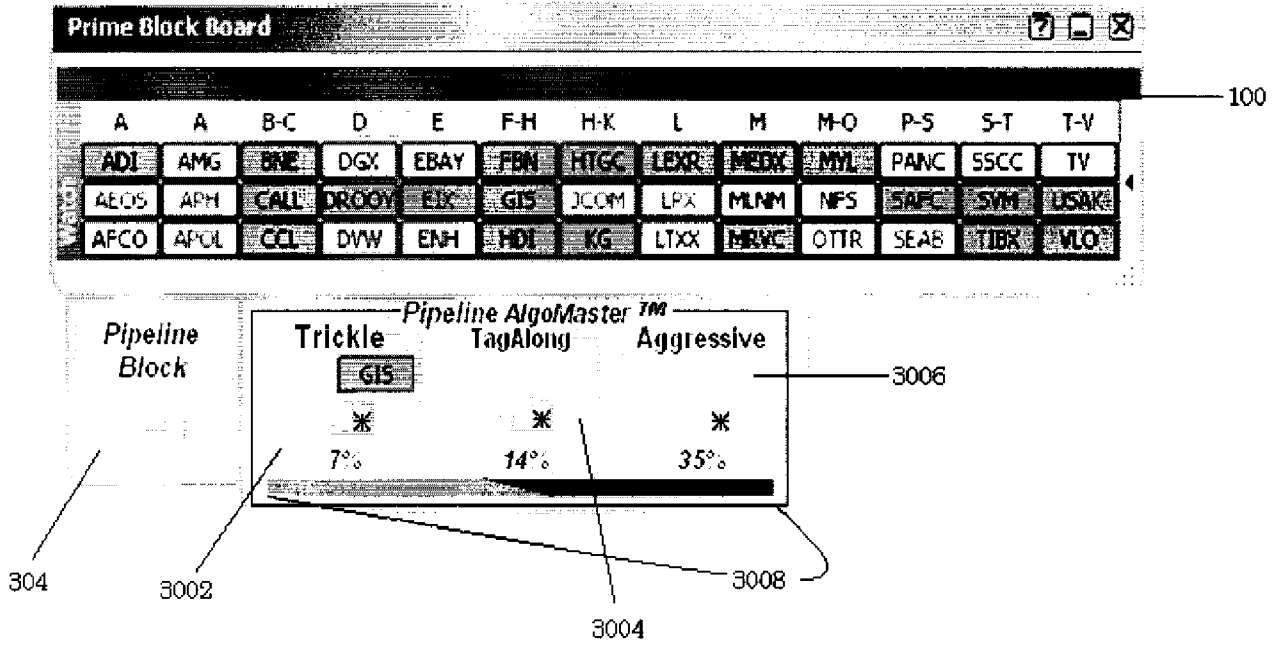 Prime Block Board
100
A A B-C D E F-H H-K L M M-O P-S S-T T-V
ADI AMG BNE DGX EBAY FBN HTGC LEXR MEDX MYL PANC SSCC TV
Watch
AEOS APH CALL DROOY EIX GIS JCOM LPX MLNM NFS SAFC SVM USAK
AFCO APOL CCL DVW ENH HDI KG LTXX MRVC OTTR SEAB TIBX VLO
Pipeline AlgoMaster TM
Pipeline Block
Trickle TagAlong Aggressive
GIS
3006
7% 14% 35%
304
3002
3008
3004